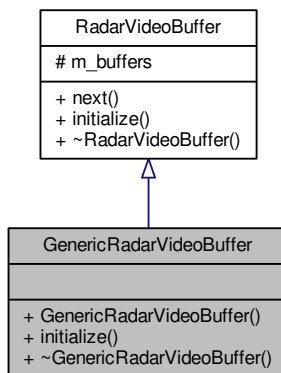 RadarVideoBuffer
# m_buffers
+ next()
+ initialize()
+ ~RadarVideoBuffer()
GenericRadarVideoBuffer
+ GenericRadarVideoBuffer()
+ initialize()
+ ~GenericRadarVideoBuffer()